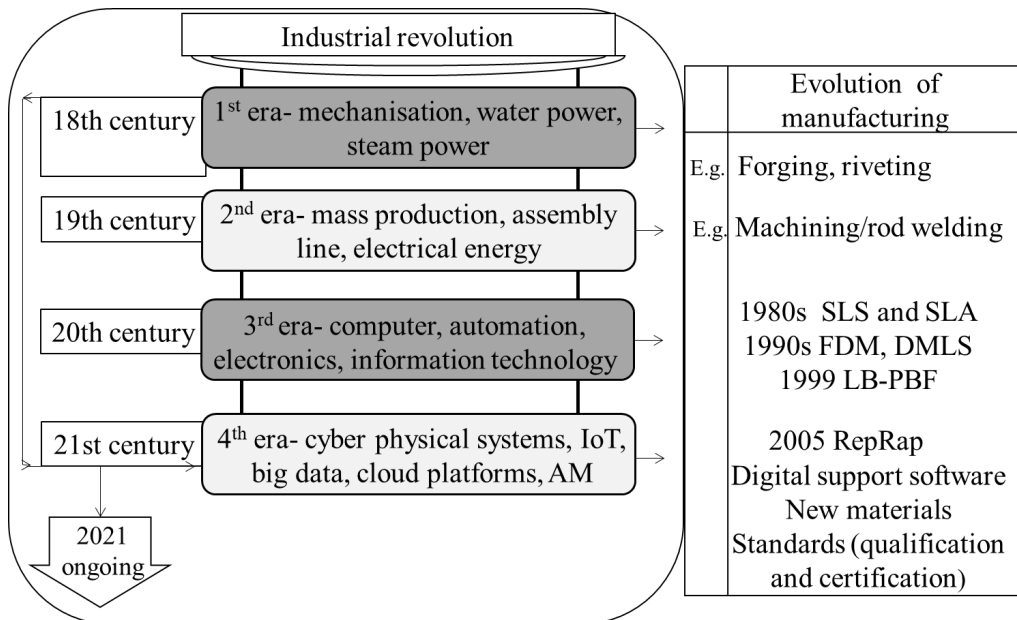 Industrial revolution
18th century
1st era- mechanisation, water power,
steam power
19th century
2nd era- mass production, assembly
line, electrical energy
20th century
3rd era- computer, automation,
electronics, information technology
21st century
4th era- cyber physical systems, IoT,
big data, cloud platforms, AM
2021
ongoing
Evolution of
manufacturing
E.g. Forging, riveting
E.g. Machining/rod welding
1980s SLS and SLA
1990s FDM, DMLS
1999 LB-PBF
2005 RepRap
Digital support software
New materials
Standards (qualification
and certification)